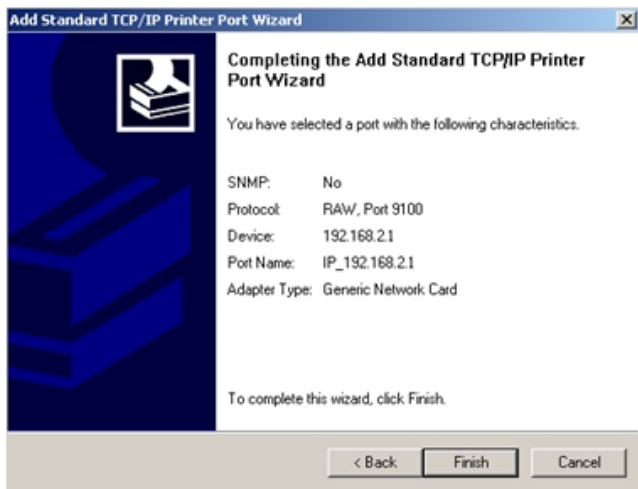 Add Standard TCP/IP Printer Port Wizard
Completing the Add Standard TCP/IP Printer
Port Wizard
You have selected a port with the following characteristics.
SNMP: No
Protocol: RAW, Port 9100
Device: 192.168.2.1
Port Name: IP_192.168.2.1
Adapter Type: Generic Network Card
To complete this wizard, click Finish.
< Back Finish Cancel